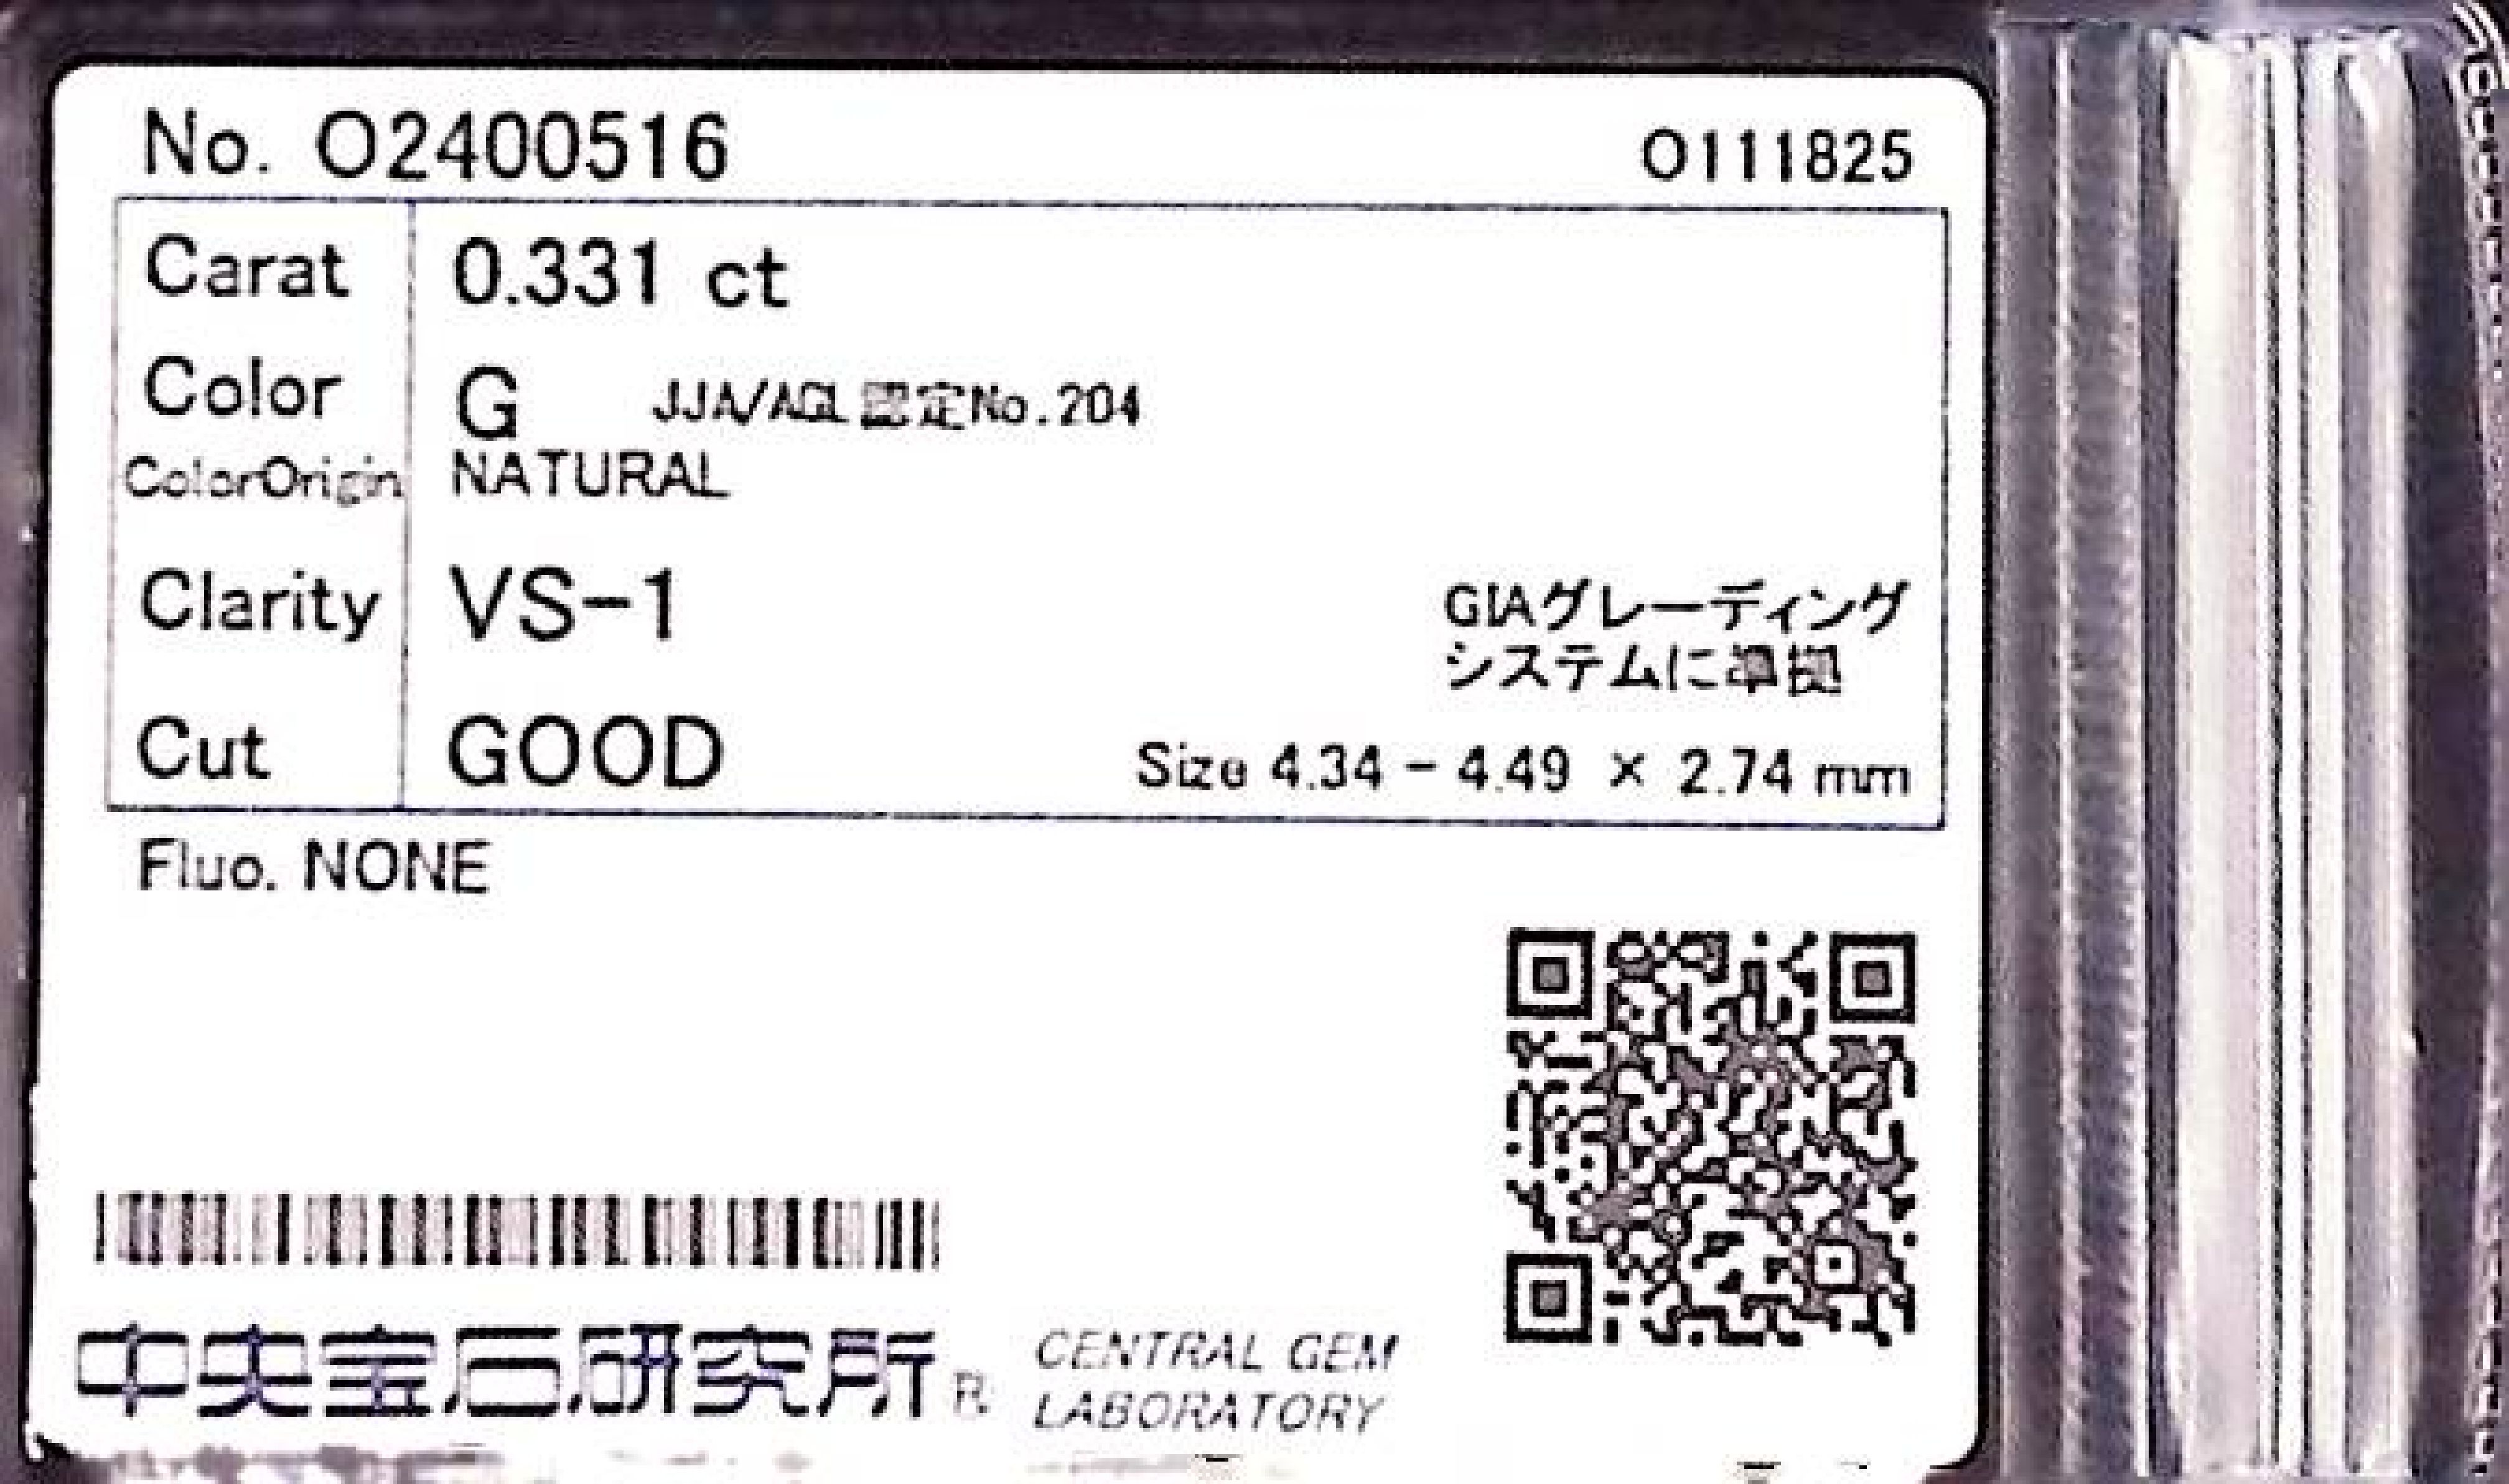 No. O2400516 O111825
Carat 0.331 ct
Color G JJA/AGL 認定No.204
ColorOrigin NATURAL
Clarity VS-1 GIAグレーディング
システムに準拠
Cut GOOD Size 4.34 - 4.49 × 2.74 mm
Fluo. NONE
中央宝石研究所 R CENTRAL GEM
LABORATORY